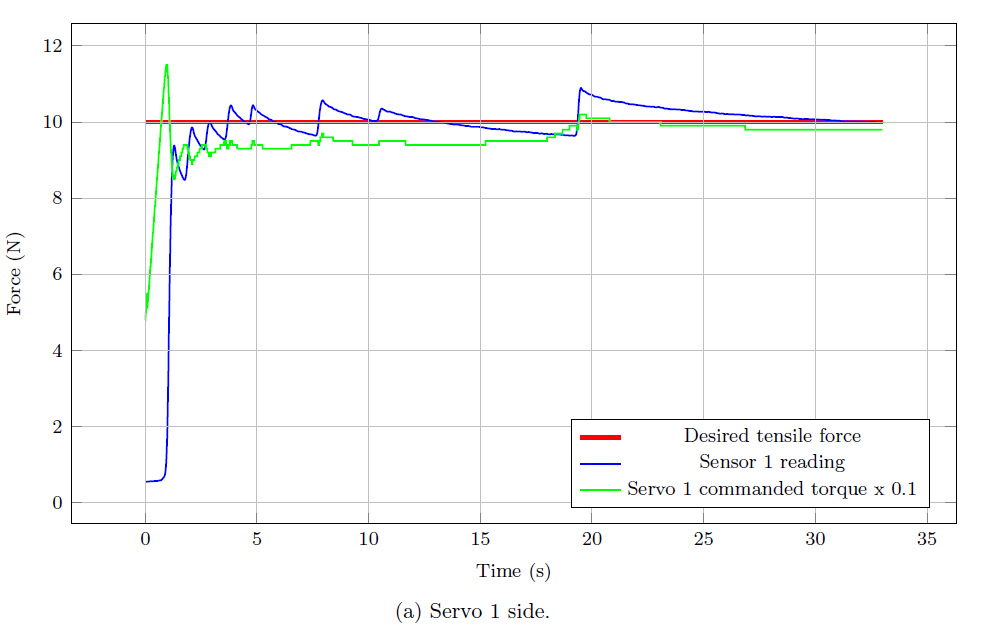 12
10
8
6
4
2
0
Force (N)
Desired tensile force
Sensor 1 reading
Servo 1 commanded torque x 0.1
0 5 10 15 20 25 30 35
Time (s)
(a) Servo 1 side.